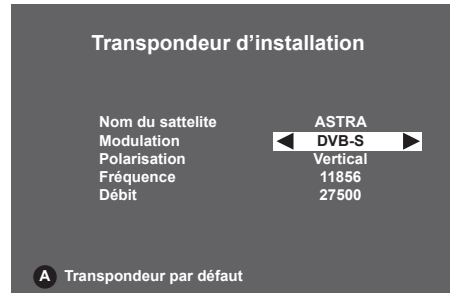 Transpondeur d’installation
Nom du sattelite ASTRA
Modulation DVB-S
Polarisation Vertical
Fréquence 11856
Débit 27500
A Transpondeur par défaut